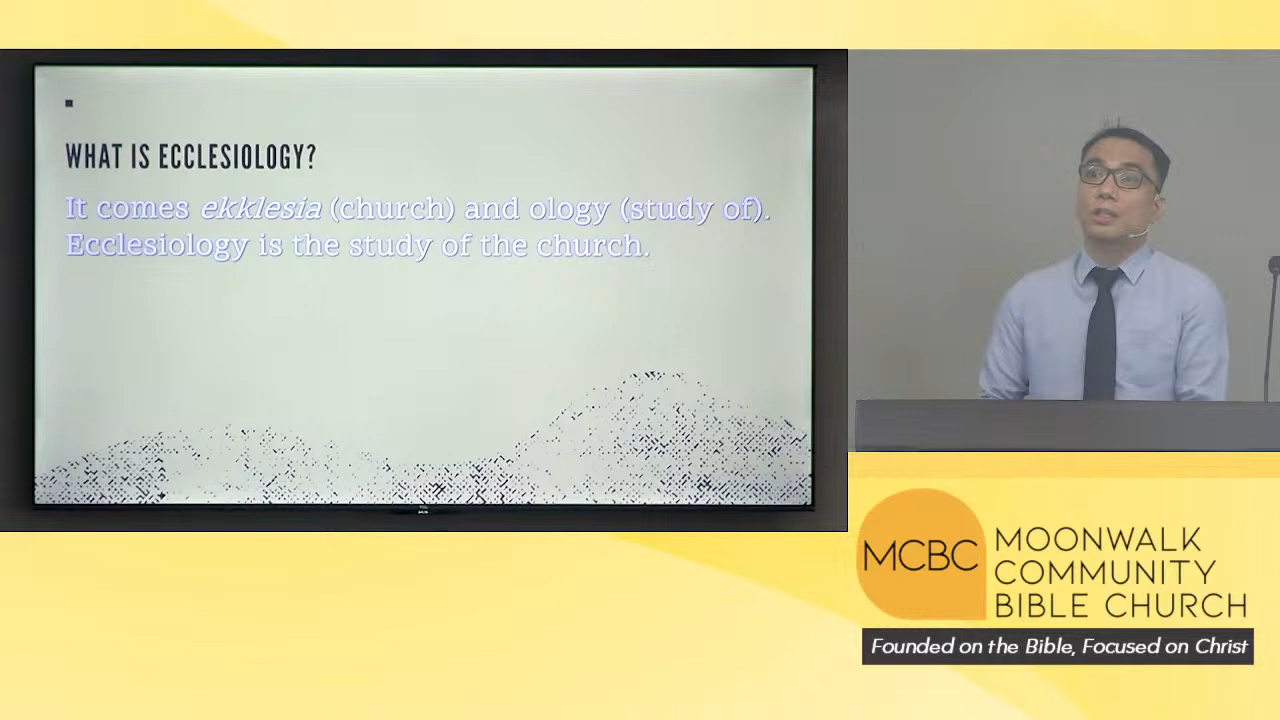 WHAT IS ECCLESIOLOGY?
It comes ekklesia (church) and ology (study of).
Ecclesiology is the study of the church.
MCBC
MOONWALK
COMMUNITY
BIBLE CHURCH
Founded on the Bible, Focused on Christ